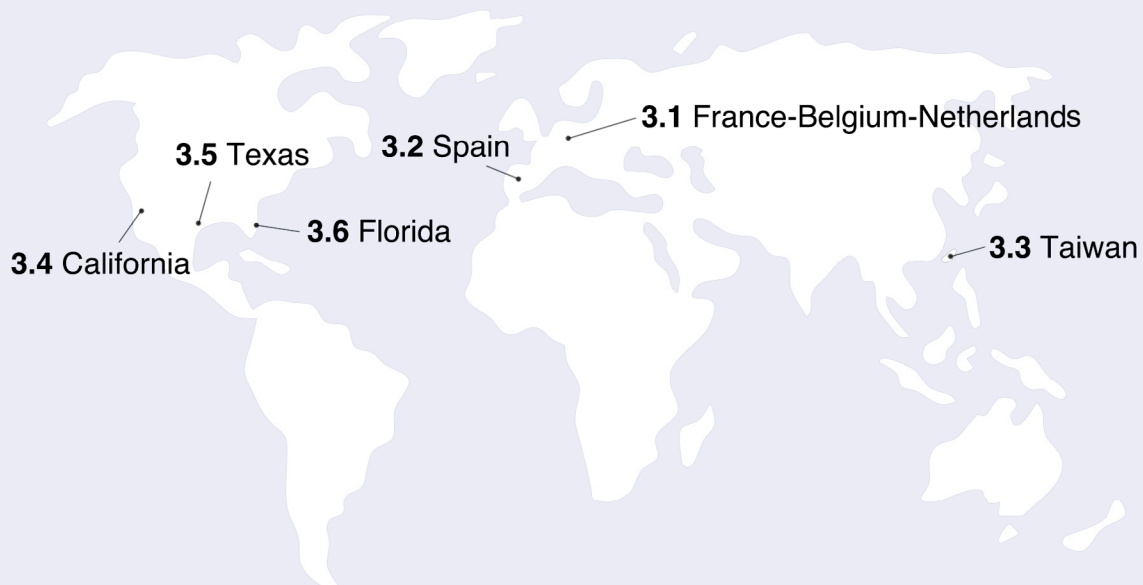 3.1 France-Belgium-Netherlands
3.2 Spain
3.5 Texas
3.6 Florida
3.3 Taiwan
3.4 California